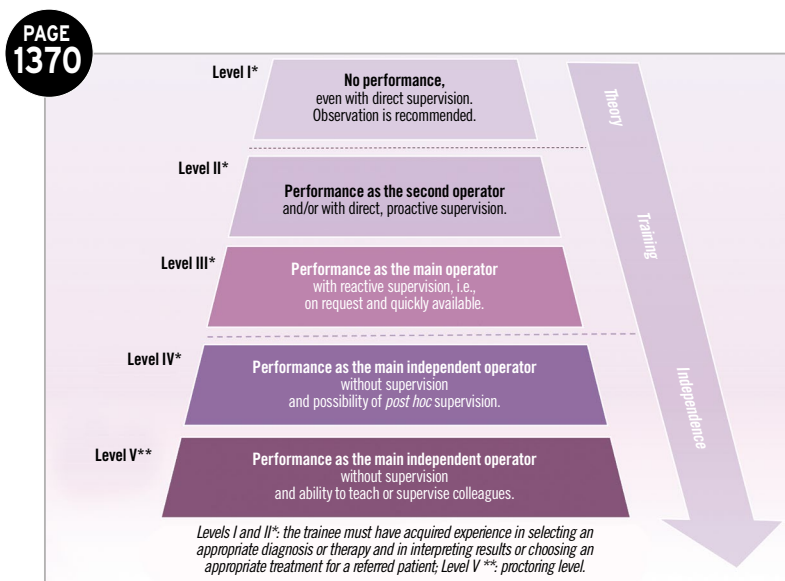 PAGE
1370
Level I*
No performance,
even with direct supervision.
Observation is recommended.
Theory
Level II*
Performance as the second operator
and/or with direct, proactive supervision.
Training
Level III*
Performance as the main operator
with reactive supervision, i.e.,
on request and quickly available.
Level IV*
Performance as the main independent operator
without supervision
and possibility of post hoc supervision.
Independence
Level V**
Performance as the main independent operator
without supervision
and ability to teach or supervise colleagues.
Levels I and II*: the trainee must have acquired experience in selecting an
appropriate diagnosis or therapy and in interpreting results or choosing an
appropriate treatment for a referred patient; Level V **: proctoring level.